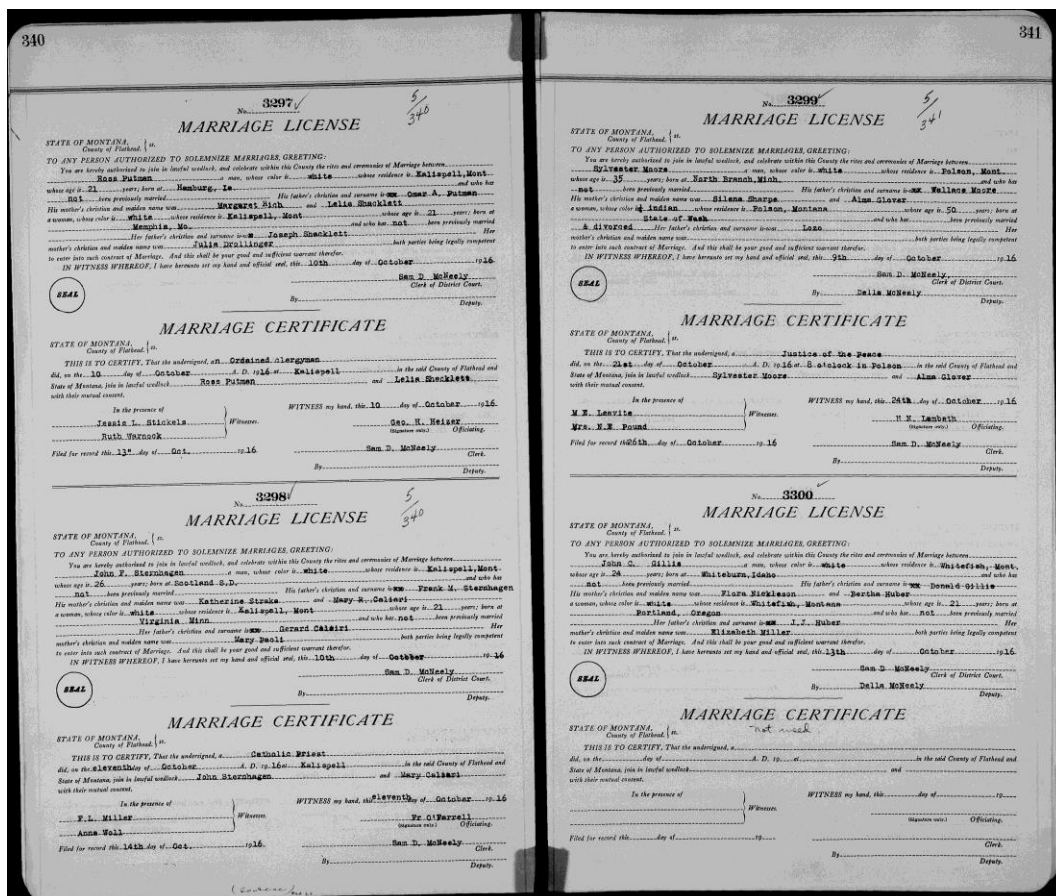 340
No. 3297
5/340
MARRIAGE LICENSE
STATE OF MONTANA, County of Flathead. } ss.
TO ANY PERSON AUTHORIZED TO SOLEMNIZE MARRIAGES, GREETING:
You are hereby authorized to join in lawful wedlock, and celebrate within this County the rites and ceremonies of Marriage between
Ross Putman a man, whose color is white whose residence is Kalispell, Mont
whose age is 21 years; born at Hamburg, Ia. and who has
not been previously married His father's christian and surname is Omar A. Putman
His mother's christian and maiden name was Margaret Rich and Lelia Shacklett
a woman, whose color is white whose residence is Kalispell, Mont whose age is 21 years; born at
Memphis, Mo. and who has not been previously married
Her father's christian and surname is Joseph Shacklett Her
mother's christian and maiden name was Julia Drollinger both parties being legally competent
to enter into such contract of Marriage. And this shall be your good and sufficient warrant therefor.
IN WITNESS WHEREOF, I have hereunto set my hand and official seal, this 10th day of October 1916
Sam D. McNeely
Clerk of District Court.
SEAL
By
Deputy.
MARRIAGE CERTIFICATE
STATE OF MONTANA, County of Flathead. } ss.
THIS IS TO CERTIFY, That the undersigned, an Ordained clergyman
did, on the 10 day of October A. D. 1916 at Kalispell in the said County of Flathead and
State of Montana, join in lawful wedlock Ross Putman and Lelia Shacklett
with their mutual consent.
In the presence of WITNESS my hand, this 10 day of October 1916
Jessie L. Stickels
Witnesses. Geo. H. Heizer
Ruth Warnock (Signature only.) Officiating.
Filed for record this 13" day of Oct. 1916 Sam D. McNeely
Clerk.
By
Deputy.
No. 3298
5/340
MARRIAGE LICENSE
STATE OF MONTANA, County of Flathead. } ss.
TO ANY PERSON AUTHORIZED TO SOLEMNIZE MARRIAGES, GREETING:
You are hereby authorized to join in lawful wedlock, and celebrate within this County the rites and ceremonies of Marriage between
John F. Sternhagen a man, whose color is white whose residence is Kalispell, Mont.
whose age is 26 years; born at Scotland S.D. and who has
not been previously married His father's christian and surname is Frank M. Sternhagen
His mother's christian and maiden name was Katherine Strake and Mary R. Calieri
a woman, whose color is white whose residence is Kalispell, Mont whose age is 21 years; born at
Virginia Minn and who has not been previously married
Her father's christian and surname is Gerard Calsiri Her
mother's christian and maiden name was Mary Paoli both parties being legally competent
to enter into such contract of Marriage. And this shall be your good and sufficient warrant therefor.
IN WITNESS WHEREOF, I have hereunto set my hand and official seal, this 10th day of October 1916
Sam D. McNeely
Clerk of District Court.
SEAL
By
Deputy.
MARRIAGE CERTIFICATE
STATE OF MONTANA, County of Flathead. } ss.
THIS IS TO CERTIFY, That the undersigned, a Catholic Priest
did, on the eleventh day of October A. D. 1916 at Kalispell in the said County of Flathead and
State of Montana, join in lawful wedlock John Sternhagen and Mary Calsari
with their mutual consent.
In the presence of WITNESS my hand, this eleventh day of October 1916
F.L. Miller
Witnesses. Fr O'Farrell
Anna Woll (Signature only.) Officiating.
Filed for record this 14th day of Oct. 1916. Sam D. McNeely
Clerk.
By
Deputy.
341
No. 3299
5/341
MARRIAGE LICENSE
STATE OF MONTANA, County of Flathead. } ss.
TO ANY PERSON AUTHORIZED TO SOLEMNIZE MARRIAGES, GREETING:
You are hereby authorized to join in lawful wedlock, and celebrate within this County the rites and ceremonies of Marriage between
Sylvester Moore a man, whose color is white whose residence is Polson, Mont.
whose age is 35 years; born at North Branch, Mich. and who has
not been previously married His father's christian and surname is Wallace Moore
His mother's christian and maiden name was Silena Sharpe and Alma Glover
a woman, whose color indian whose residence is Polson, Montana whose age is 50 years; born at
State of Wash and who has been previously married
& divorced Her father's christian and surname is Lozo Her
mother's christian and maiden name was both parties being legally competent
to enter into such contract of Marriage. And this shall be your good and sufficient warrant therefor.
IN WITNESS WHEREOF, I have hereunto set my hand and official seal, this 9th day of October 1916
Sam D. McNeely,
Clerk of District Court.
SEAL
By Della McNeely
Deputy.
MARRIAGE CERTIFICATE
STATE OF MONTANA, County of Flathead. } ss.
THIS IS TO CERTIFY, That the undersigned, a Justice of the Peace
did, on the 21st day of October A. D. 1916 at 8 o'clock in Polson in the said County of Flathead and
State of Montana, join in lawful wedlock Sylvester Moore and Alma Glover
with their mutual consent.
In the presence of WITNESS my hand, this 24th day of October 1916
M.E. Leavite
Witnesses. H.N. Lambeth
Mrs. N.E. Pound (Signature only.) Officiating.
Filed for record this 26th day of October 1916 Sam D. McNeely
Clerk.
By
Deputy.
No. 3300
MARRIAGE LICENSE
STATE OF MONTANA, County of Flathead. } ss.
TO ANY PERSON AUTHORIZED TO SOLEMNIZE MARRIAGES, GREETING:
You are hereby authorized to join in lawful wedlock, and celebrate within this County the rites and ceremonies of Marriage between
John C. Gillis a man, whose color is white whose residence is Whitefish, Mont.
whose age is 24 years; born at Whiteburn, Idaho and who has
not been previously married His father's christian and surname is Donald Gillis
His mother's christian and maiden name was Flora Nickleson and Bertha Huber
a woman, whose color is white whose residence is Whitefish, Montana whose age is 21 years; born at
Portland, Oregon and who has not been previously married
Her father's christian and surname is J.J. Huber Her
mother's christian and maiden name was Elizabeth Miller both parties being legally competent
to enter into such contract of Marriage. And this shall be your good and sufficient warrant therefor.
IN WITNESS WHEREOF, I have hereunto set my hand and official seal, this 13th day of October 1916.
Sam D McNeely
Clerk of District Court.
SEAL
By Della McNeely
Deputy.
MARRIAGE CERTIFICATE
not used
STATE OF MONTANA, County of Flathead. } ss.
THIS IS TO CERTIFY, That the undersigned, a
did, on the day of A. D. 19 at in the said County of Flathead and
State of Montana, join in lawful wedlock and
with their mutual consent.
In the presence of WITNESS my hand, this day of 19
Witnesses.
(Signature only.) Officiating.
Filed for record this day of 19
Clerk.
By
Deputy.